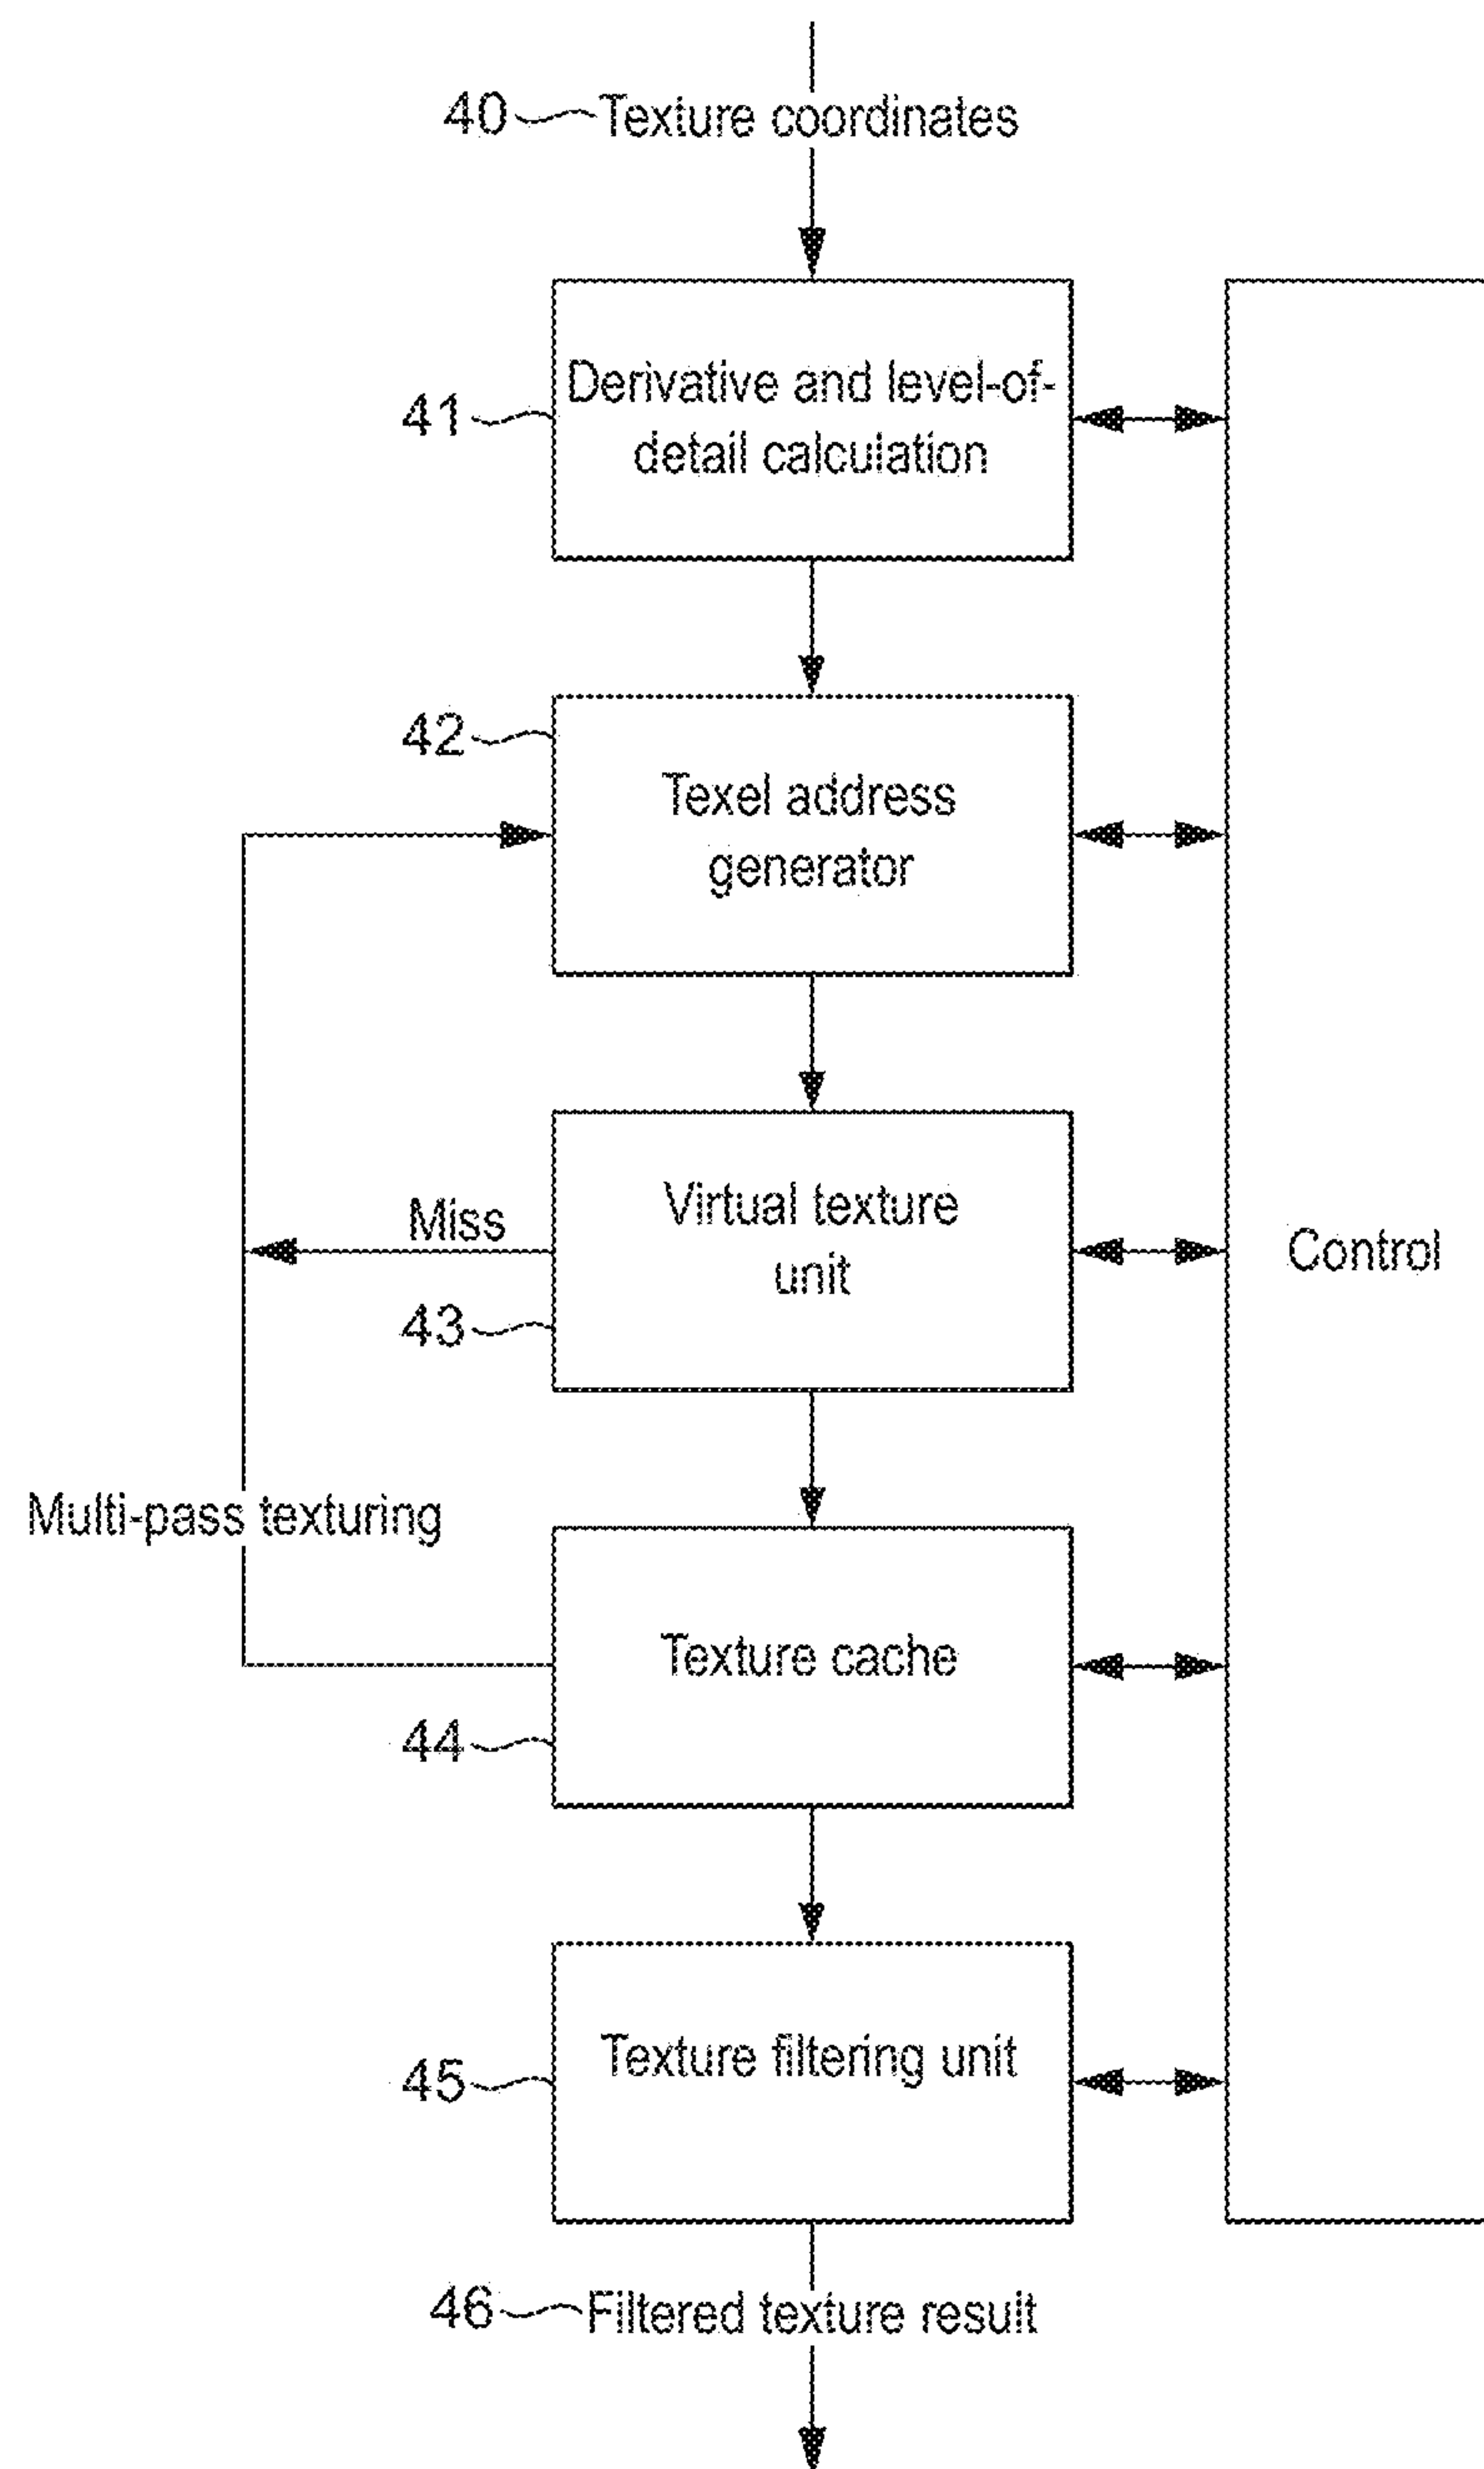 40 Texture coordinates
41 Derivative and level-of-
detail calculation
42 Texel address
generator
Miss
Virtual texture
unit
43
Control
Multi-pass texturing
Texture cache
44
Texture filtering unit
45
46 Filtered texture result